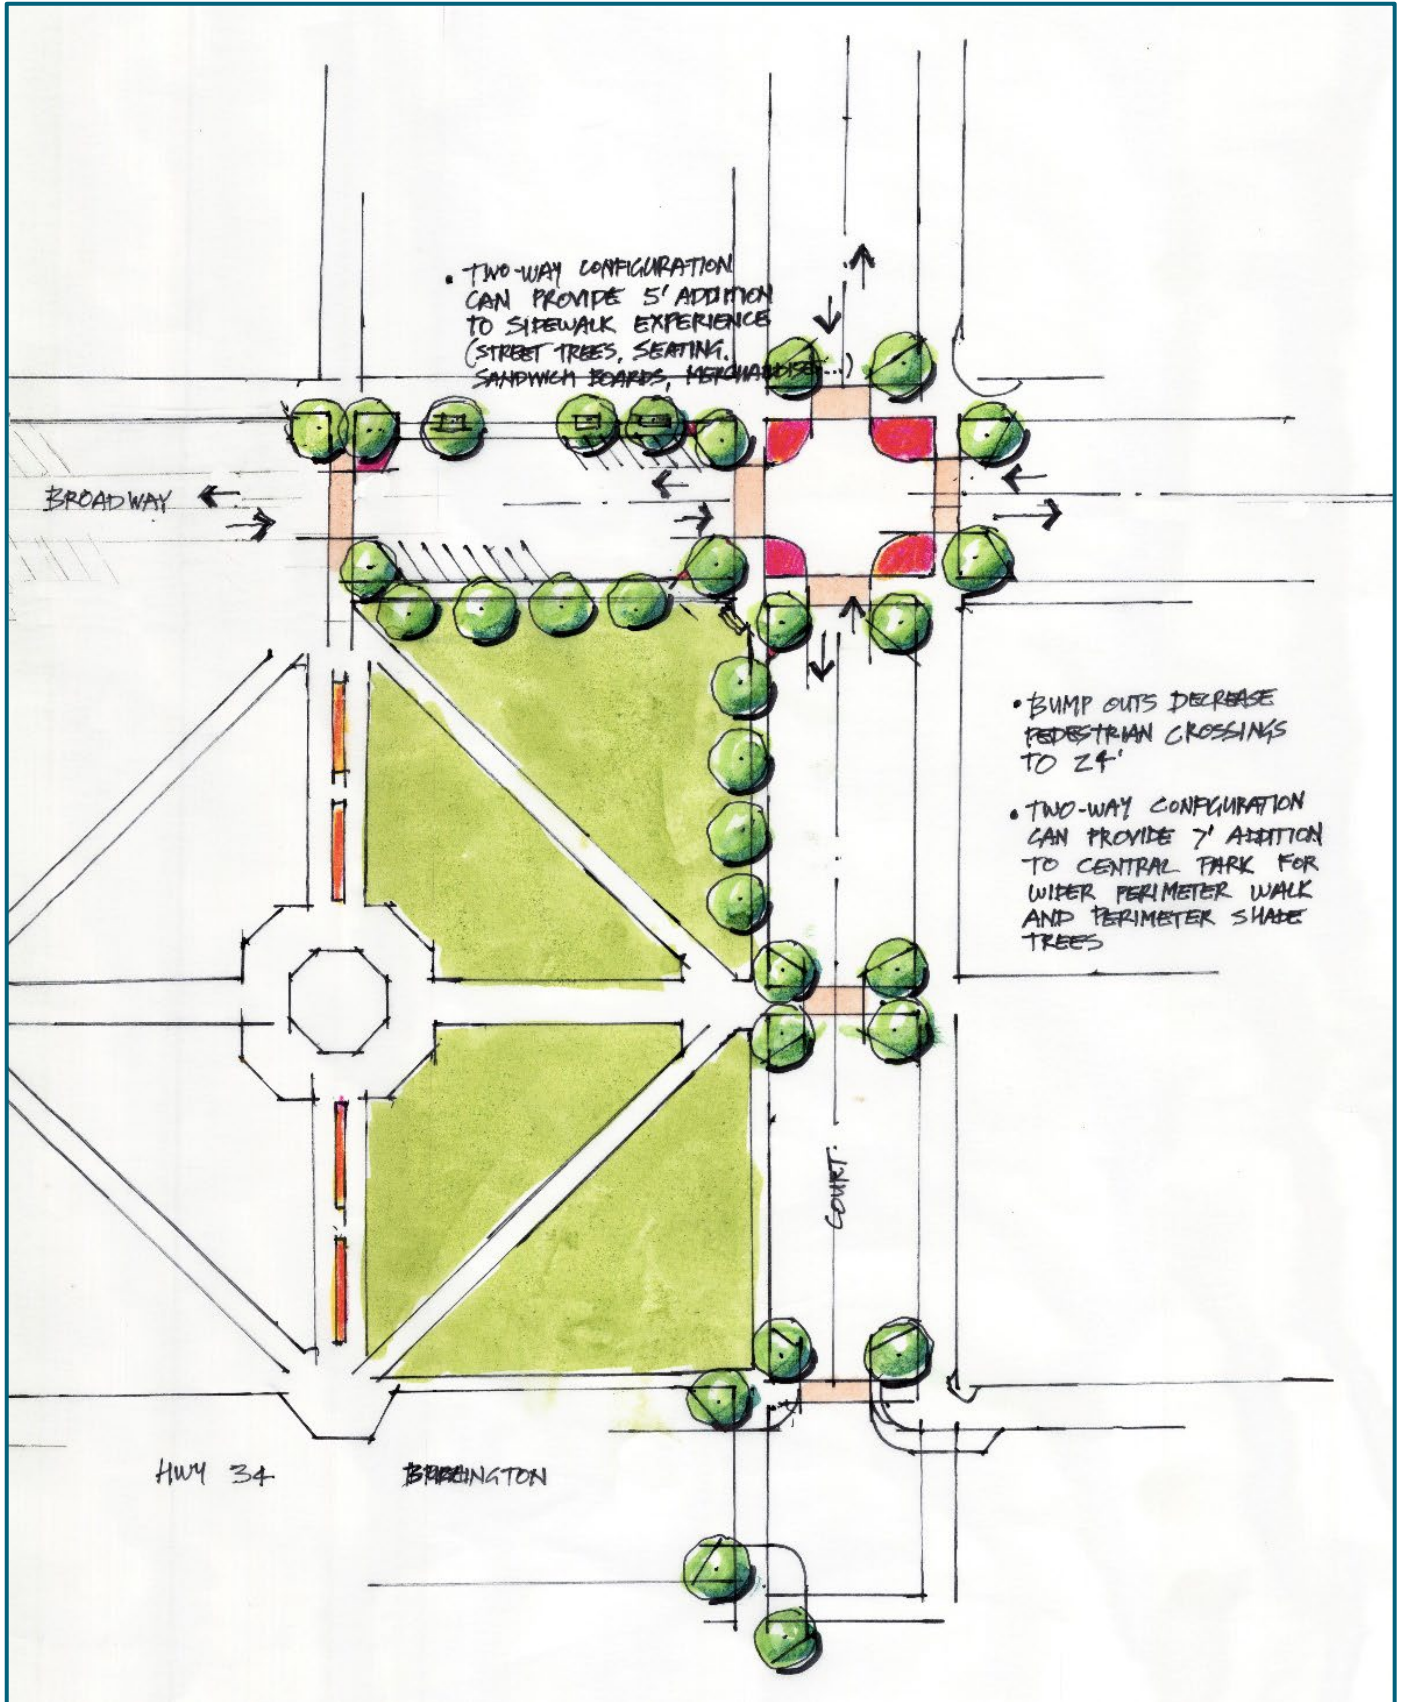 • TWO-WAY CONFIGURATION
CAN PROVIDE 5' ADDITION
TO SIDEWALK EXPERIENCE
(STREET TREES, SEATING,
SANDWICH BOARDS, MERCHANDISE...)
BROADWAY
• BUMP OUTS DECREASE
PEDESTRIAN CROSSINGS
TO 24'
• TWO-WAY CONFIGURATION
CAN PROVIDE 7' ADDITION
TO CENTRAL PARK FOR
WIDER PERIMETER WALK
AND PERIMETER SHADE
TREES
COURT.
HWY 34